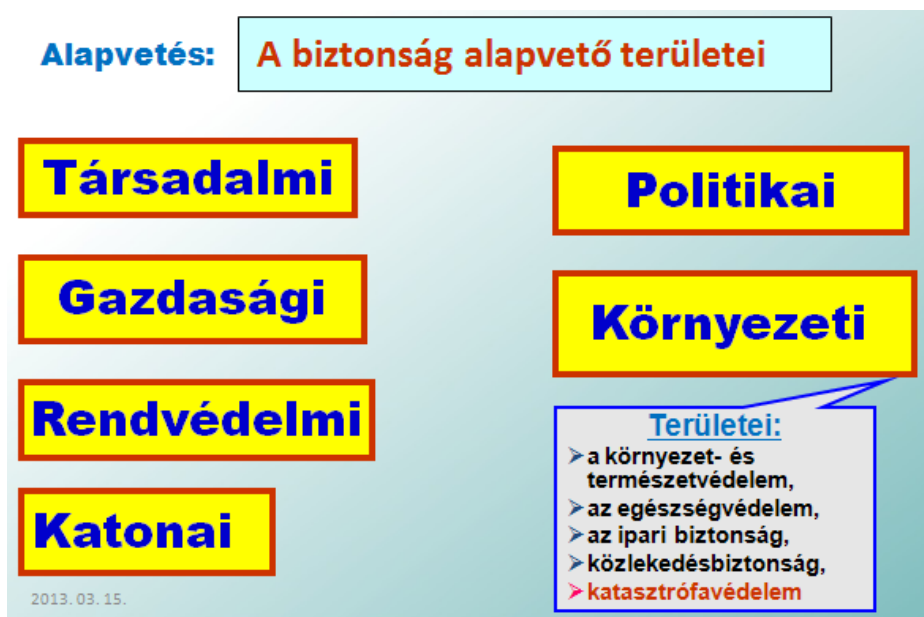 Alapvetés:
A biztonság alapvető területei
Társadalmi
Gazdasági
Rendvédelmi
Katonai
Politikai
Környezeti
Területei:
➢a környezet- és
természetvédelem,
➢az egészségvédelem,
➢az ipari biztonság,
➢közlekedésbiztonság,
➢katasztrófavédelem
2013. 03. 15.